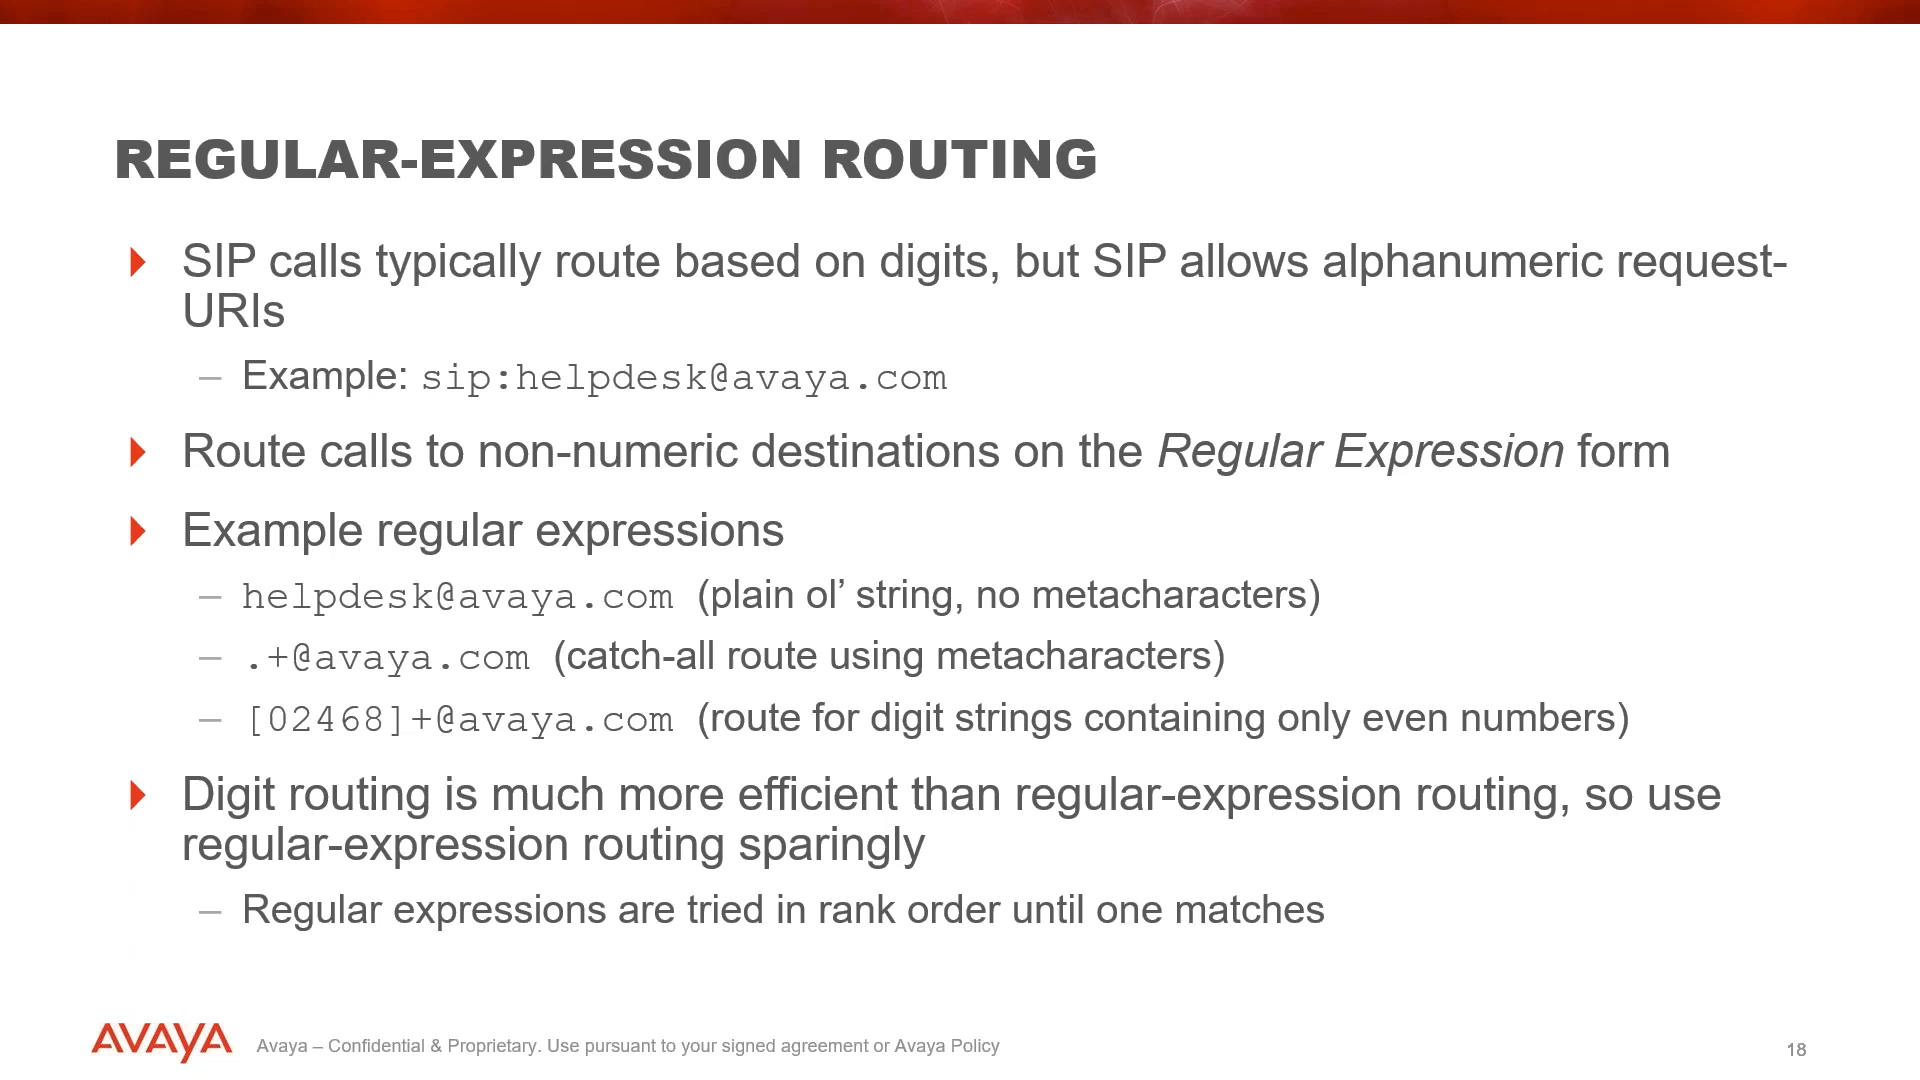 REGULAR-EXPRESSION ROUTING
SIP calls typically route based on digits, but SIP allows alphanumeric request-
URIs
– Example: sip:helpdesk@avaya.com
Route calls to non-numeric destinations on the Regular Expression form
Example regular expressions
– helpdesk@avaya.com (plain ol’ string, no metacharacters)
– .+@avaya.com (catch-all route using metacharacters)
– [02468]+@avaya.com (route for digit strings containing only even numbers)
Digit routing is much more efficient than regular-expression routing, so use
regular-expression routing sparingly
– Regular expressions are tried in rank order until one matches
AVAYA Avaya – Confidential & Proprietary. Use pursuant to your signed agreement or Avaya Policy 18